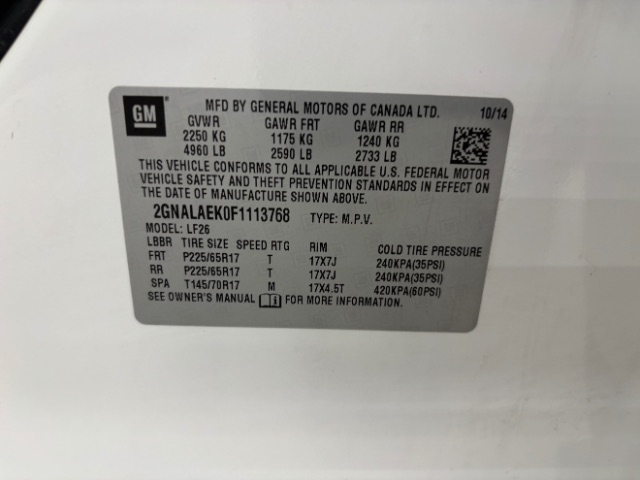 GM
MFD BY GENERAL MOTORS OF CANADA LTD. 10/14
GVWR GAWR FRT GAWR RR
2250 KG 1175 KG 1240 KG
4960 LB 2590 LB 2733 LB
THIS VEHICLE CONFORMS TO ALL APPLICABLE U.S. FEDERAL MOTOR
VEHICLE SAFETY AND THEFT PREVENTION STANDARDS IN EFFECT ON
THE DATE OF MANUFACTURE SHOWN ABOVE.
2GNALAEK0F1113768 TYPE: M.P.V.
MODEL: LF26
LBBR TIRE SIZE SPEED RTG RIM COLD TIRE PRESSURE
FRT P225/65R17 T 17X7J 240KPA(35PSI)
RR P225/65R17 T 17X7J 240KPA(35PSI)
SPA T145/70R17 M 17X4.5T 420KPA(60PSI)
SEE OWNER'S MANUAL FOR MORE INFORMATION.